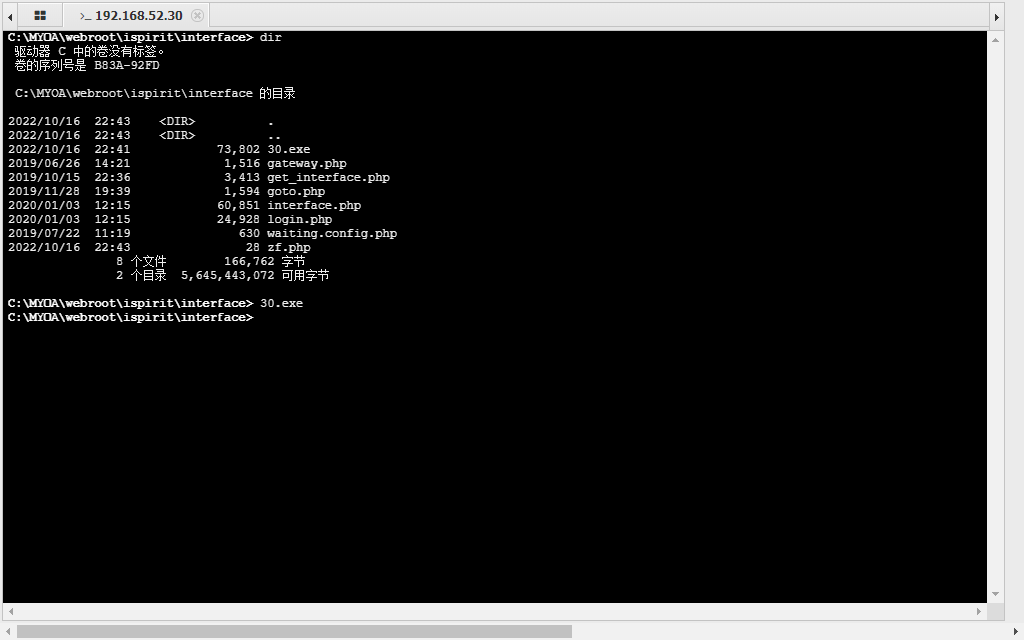 >_ 192.168.52.30
C:\MYOA\webroot\ispirit\interface> dir
驱动器 C 中的卷没有标签。
卷的序列号是 B83A-92FD
C:\MYOA\webroot\ispirit\interface 的目录
2022/10/16  22:43    <DIR>          .
2022/10/16  22:43    <DIR>          ..
2022/10/16  22:41            73,802 30.exe
2019/06/26  14:21             1,516 gateway.php
2019/10/15  22:36             3,413 get_interface.php
2019/11/28  19:39             1,594 goto.php
2020/01/03  12:15            60,851 interface.php
2020/01/03  12:15            24,928 login.php
2019/07/22  11:19               630 waiting.config.php
2022/10/16  22:43                28 zf.php
8 个文件        166,762 字节
2 个目录  5,645,443,072 可用字节
C:\MYOA\webroot\ispirit\interface> 30.exe
C:\MYOA\webroot\ispirit\interface>